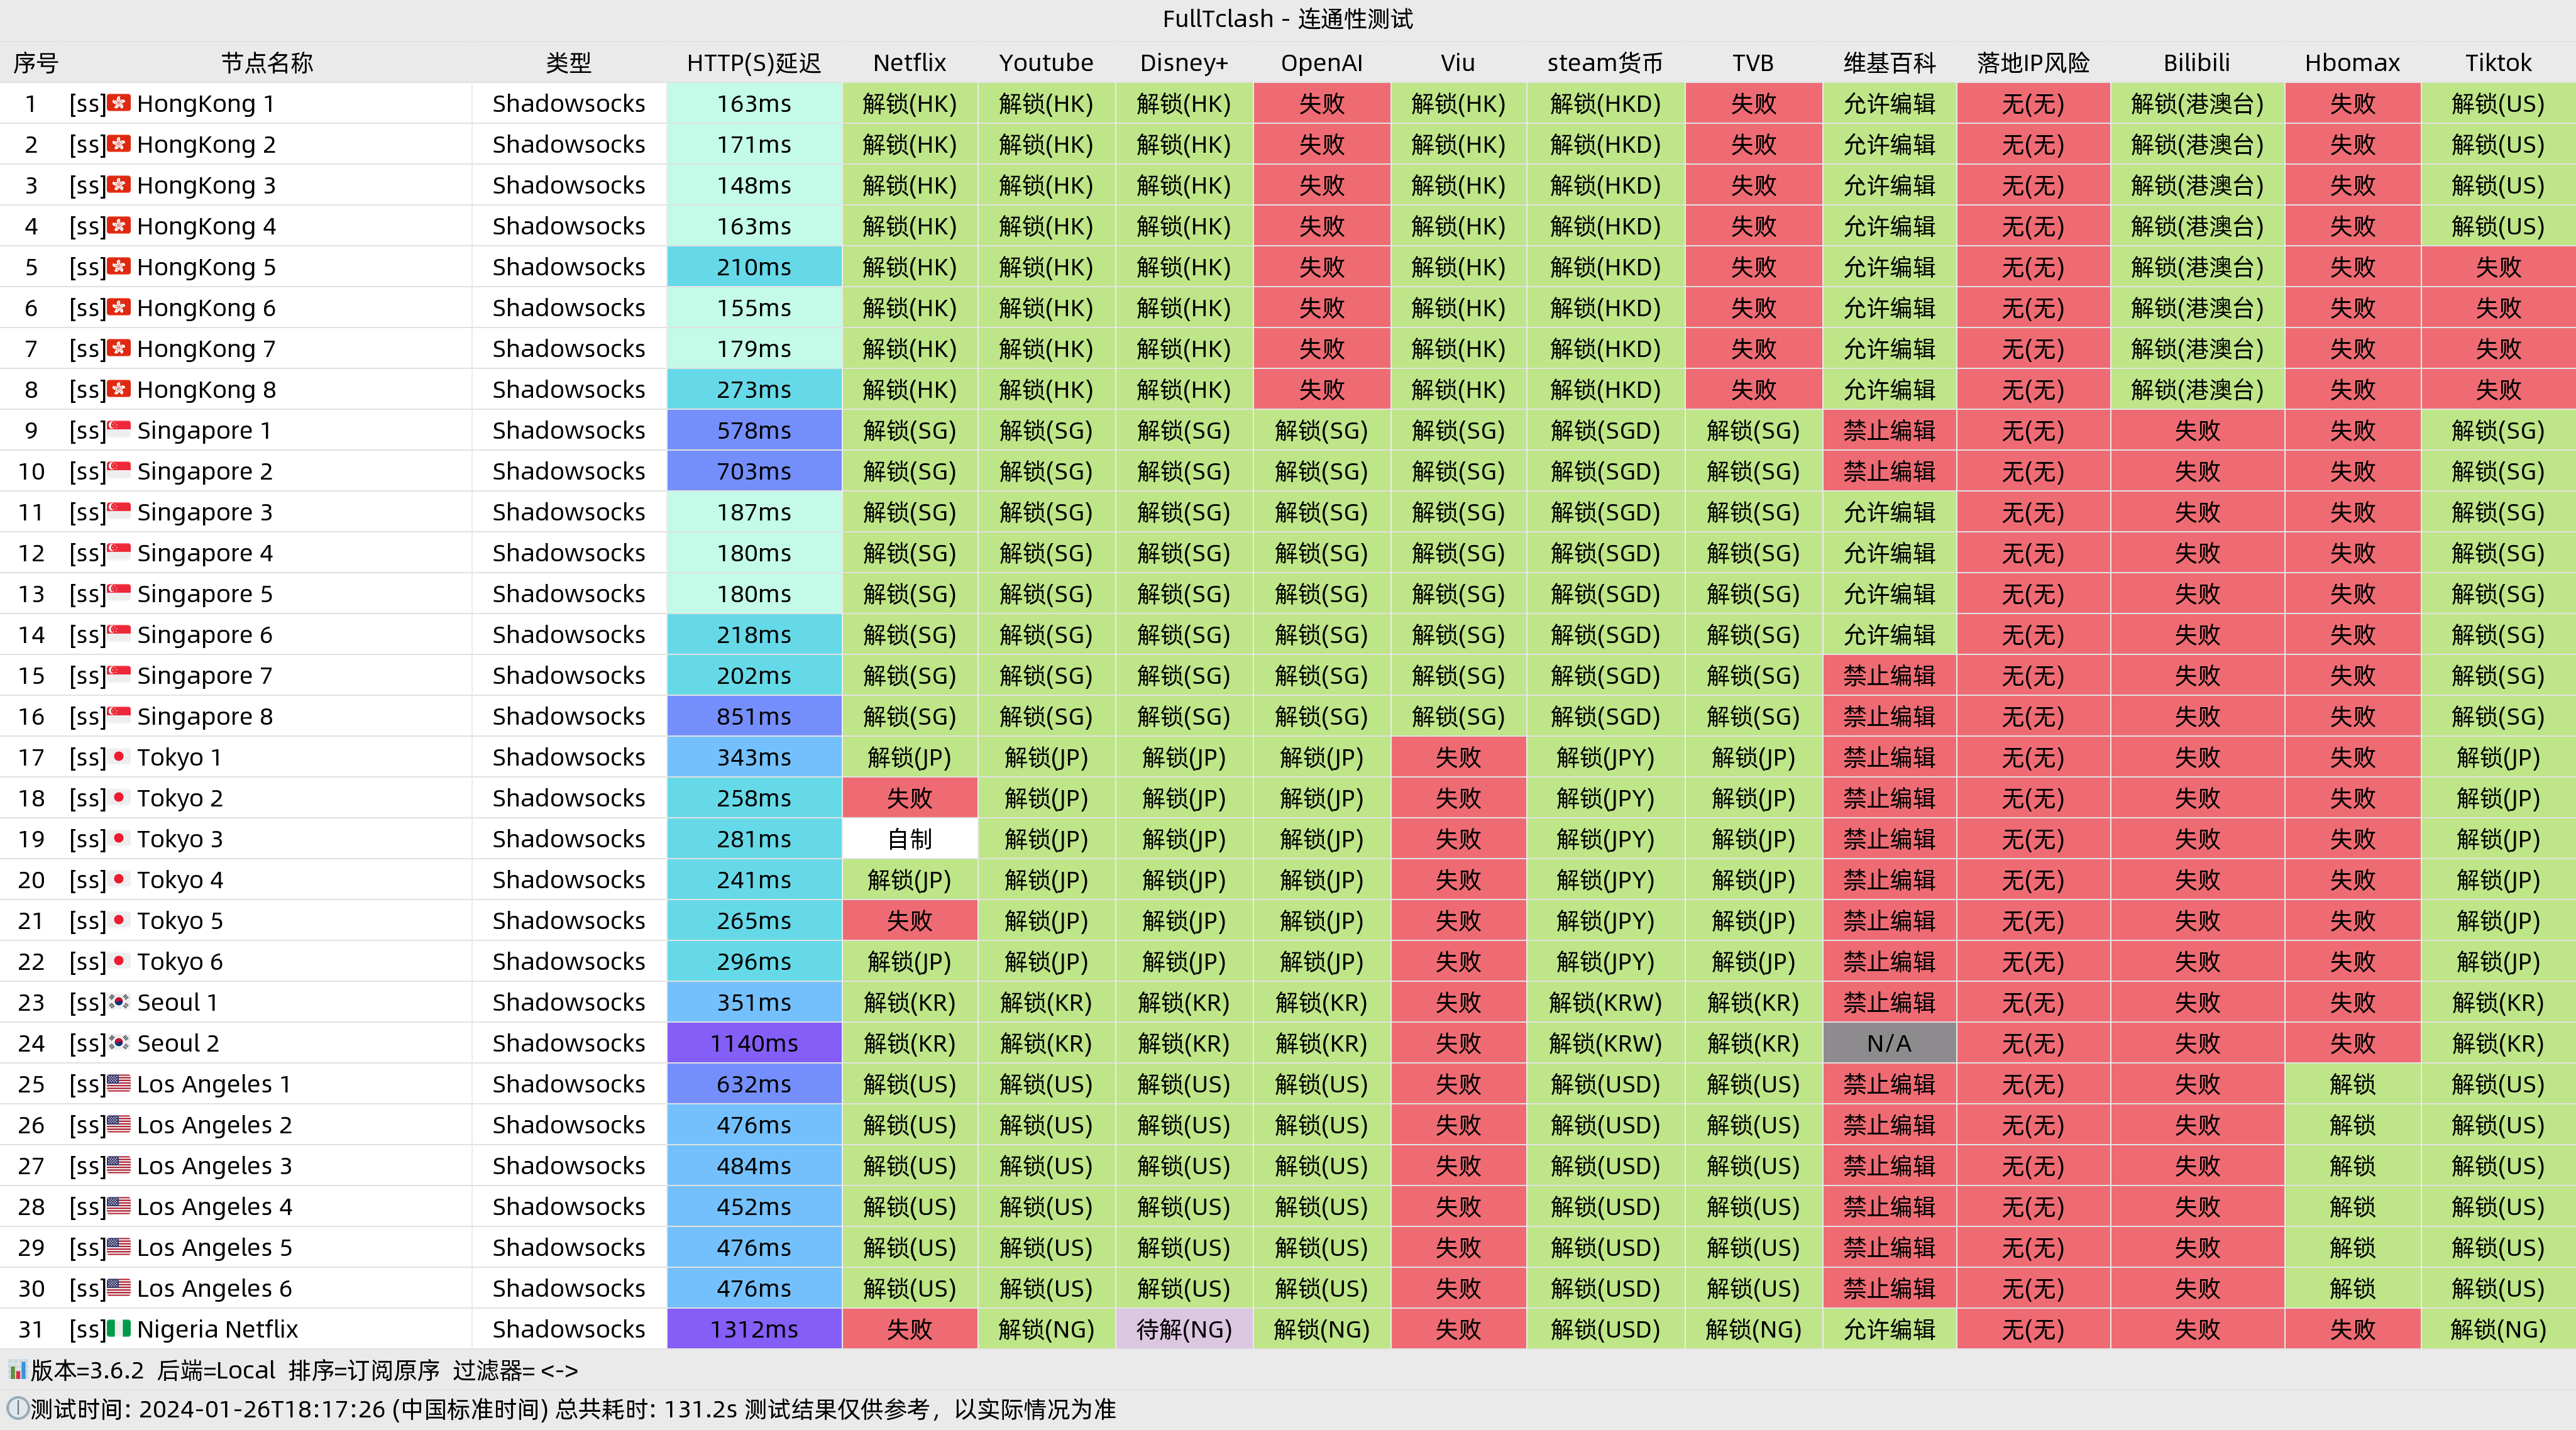 FullTclash - 连通性测试
序号 节点名称 类型 HTTP(S)延迟 Netflix Youtube Disney+ OpenAI Viu steam货币 TVB 维基百科 落地IP风险 Bilibili Hbomax Tiktok
1 [ss] HongKong 1 Shadowsocks 163ms 解锁(HK) 解锁(HK) 解锁(HK) 失败 解锁(HK) 解锁(HKD) 失败 允许编辑 无(无) 解锁(港澳台) 失败 解锁(US)
2 [ss] HongKong 2 Shadowsocks 171ms 解锁(HK) 解锁(HK) 解锁(HK) 失败 解锁(HK) 解锁(HKD) 失败 允许编辑 无(无) 解锁(港澳台) 失败 解锁(US)
3 [ss] HongKong 3 Shadowsocks 148ms 解锁(HK) 解锁(HK) 解锁(HK) 失败 解锁(HK) 解锁(HKD) 失败 允许编辑 无(无) 解锁(港澳台) 失败 解锁(US)
4 [ss] HongKong 4 Shadowsocks 163ms 解锁(HK) 解锁(HK) 解锁(HK) 失败 解锁(HK) 解锁(HKD) 失败 允许编辑 无(无) 解锁(港澳台) 失败 解锁(US)
5 [ss] HongKong 5 Shadowsocks 210ms 解锁(HK) 解锁(HK) 解锁(HK) 失败 解锁(HK) 解锁(HKD) 失败 允许编辑 无(无) 解锁(港澳台) 失败 失败
6 [ss] HongKong 6 Shadowsocks 155ms 解锁(HK) 解锁(HK) 解锁(HK) 失败 解锁(HK) 解锁(HKD) 失败 允许编辑 无(无) 解锁(港澳台) 失败 失败
7 [ss] HongKong 7 Shadowsocks 179ms 解锁(HK) 解锁(HK) 解锁(HK) 失败 解锁(HK) 解锁(HKD) 失败 允许编辑 无(无) 解锁(港澳台) 失败 失败
8 [ss] HongKong 8 Shadowsocks 273ms 解锁(HK) 解锁(HK) 解锁(HK) 失败 解锁(HK) 解锁(HKD) 失败 允许编辑 无(无) 解锁(港澳台) 失败 失败
9 [ss] Singapore 1 Shadowsocks 578ms 解锁(SG) 解锁(SG) 解锁(SG) 解锁(SG) 解锁(SG) 解锁(SGD) 解锁(SG) 禁止编辑 无(无) 失败 失败 解锁(SG)
10 [ss] Singapore 2 Shadowsocks 703ms 解锁(SG) 解锁(SG) 解锁(SG) 解锁(SG) 解锁(SG) 解锁(SGD) 解锁(SG) 禁止编辑 无(无) 失败 失败 解锁(SG)
11 [ss] Singapore 3 Shadowsocks 187ms 解锁(SG) 解锁(SG) 解锁(SG) 解锁(SG) 解锁(SG) 解锁(SGD) 解锁(SG) 允许编辑 无(无) 失败 失败 解锁(SG)
12 [ss] Singapore 4 Shadowsocks 180ms 解锁(SG) 解锁(SG) 解锁(SG) 解锁(SG) 解锁(SG) 解锁(SGD) 解锁(SG) 允许编辑 无(无) 失败 失败 解锁(SG)
13 [ss] Singapore 5 Shadowsocks 180ms 解锁(SG) 解锁(SG) 解锁(SG) 解锁(SG) 解锁(SG) 解锁(SGD) 解锁(SG) 允许编辑 无(无) 失败 失败 解锁(SG)
14 [ss] Singapore 6 Shadowsocks 218ms 解锁(SG) 解锁(SG) 解锁(SG) 解锁(SG) 解锁(SG) 解锁(SGD) 解锁(SG) 允许编辑 无(无) 失败 失败 解锁(SG)
15 [ss] Singapore 7 Shadowsocks 202ms 解锁(SG) 解锁(SG) 解锁(SG) 解锁(SG) 解锁(SG) 解锁(SGD) 解锁(SG) 禁止编辑 无(无) 失败 失败 解锁(SG)
16 [ss] Singapore 8 Shadowsocks 851ms 解锁(SG) 解锁(SG) 解锁(SG) 解锁(SG) 解锁(SG) 解锁(SGD) 解锁(SG) 禁止编辑 无(无) 失败 失败 解锁(SG)
17 [ss] Tokyo 1 Shadowsocks 343ms 解锁(JP) 解锁(JP) 解锁(JP) 解锁(JP) 失败 解锁(JPY) 解锁(JP) 禁止编辑 无(无) 失败 失败 解锁(JP)
18 [ss] Tokyo 2 Shadowsocks 258ms 失败 解锁(JP) 解锁(JP) 解锁(JP) 失败 解锁(JPY) 解锁(JP) 禁止编辑 无(无) 失败 失败 解锁(JP)
19 [ss] Tokyo 3 Shadowsocks 281ms 自制 解锁(JP) 解锁(JP) 解锁(JP) 失败 解锁(JPY) 解锁(JP) 禁止编辑 无(无) 失败 失败 解锁(JP)
20 [ss] Tokyo 4 Shadowsocks 241ms 解锁(JP) 解锁(JP) 解锁(JP) 解锁(JP) 失败 解锁(JPY) 解锁(JP) 禁止编辑 无(无) 失败 失败 解锁(JP)
21 [ss] Tokyo 5 Shadowsocks 265ms 失败 解锁(JP) 解锁(JP) 解锁(JP) 失败 解锁(JPY) 解锁(JP) 禁止编辑 无(无) 失败 失败 解锁(JP)
22 [ss] Tokyo 6 Shadowsocks 296ms 解锁(JP) 解锁(JP) 解锁(JP) 解锁(JP) 失败 解锁(JPY) 解锁(JP) 禁止编辑 无(无) 失败 失败 解锁(JP)
23 [ss] Seoul 1 Shadowsocks 351ms 解锁(KR) 解锁(KR) 解锁(KR) 解锁(KR) 失败 解锁(KRW) 解锁(KR) 禁止编辑 无(无) 失败 失败 解锁(KR)
24 [ss] Seoul 2 Shadowsocks 1140ms 解锁(KR) 解锁(KR) 解锁(KR) 解锁(KR) 失败 解锁(KRW) 解锁(KR) N/A 无(无) 失败 失败 解锁(KR)
25 [ss] Los Angeles 1 Shadowsocks 632ms 解锁(US) 解锁(US) 解锁(US) 解锁(US) 失败 解锁(USD) 解锁(US) 禁止编辑 无(无) 失败 解锁 解锁(US)
26 [ss] Los Angeles 2 Shadowsocks 476ms 解锁(US) 解锁(US) 解锁(US) 解锁(US) 失败 解锁(USD) 解锁(US) 禁止编辑 无(无) 失败 解锁 解锁(US)
27 [ss] Los Angeles 3 Shadowsocks 484ms 解锁(US) 解锁(US) 解锁(US) 解锁(US) 失败 解锁(USD) 解锁(US) 禁止编辑 无(无) 失败 解锁 解锁(US)
28 [ss] Los Angeles 4 Shadowsocks 452ms 解锁(US) 解锁(US) 解锁(US) 解锁(US) 失败 解锁(USD) 解锁(US) 禁止编辑 无(无) 失败 解锁 解锁(US)
29 [ss] Los Angeles 5 Shadowsocks 476ms 解锁(US) 解锁(US) 解锁(US) 解锁(US) 失败 解锁(USD) 解锁(US) 禁止编辑 无(无) 失败 解锁 解锁(US)
30 [ss] Los Angeles 6 Shadowsocks 476ms 解锁(US) 解锁(US) 解锁(US) 解锁(US) 失败 解锁(USD) 解锁(US) 禁止编辑 无(无) 失败 解锁 解锁(US)
31 [ss] Nigeria Netflix Shadowsocks 1312ms 失败 解锁(NG) 待解(NG) 解锁(NG) 失败 解锁(USD) 解锁(NG) 允许编辑 无(无) 失败 失败 解锁(NG)
版本=3.6.2 后端=Local 排序=订阅原序 过滤器= <->
测试时间: 2024-01-26T18:17:26 (中国标准时间) 总共耗时: 131.2s 测试结果仅供参考，以实际情况为准